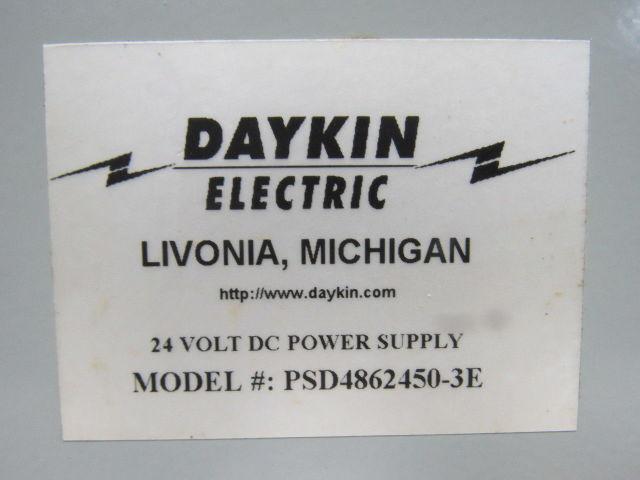 DAYKIN
ELECTRIC
LIVONIA, MICHIGAN
http://www.daykin.com
24 VOLT DC POWER SUPPLY
MODEL #: PSD4862450-3E